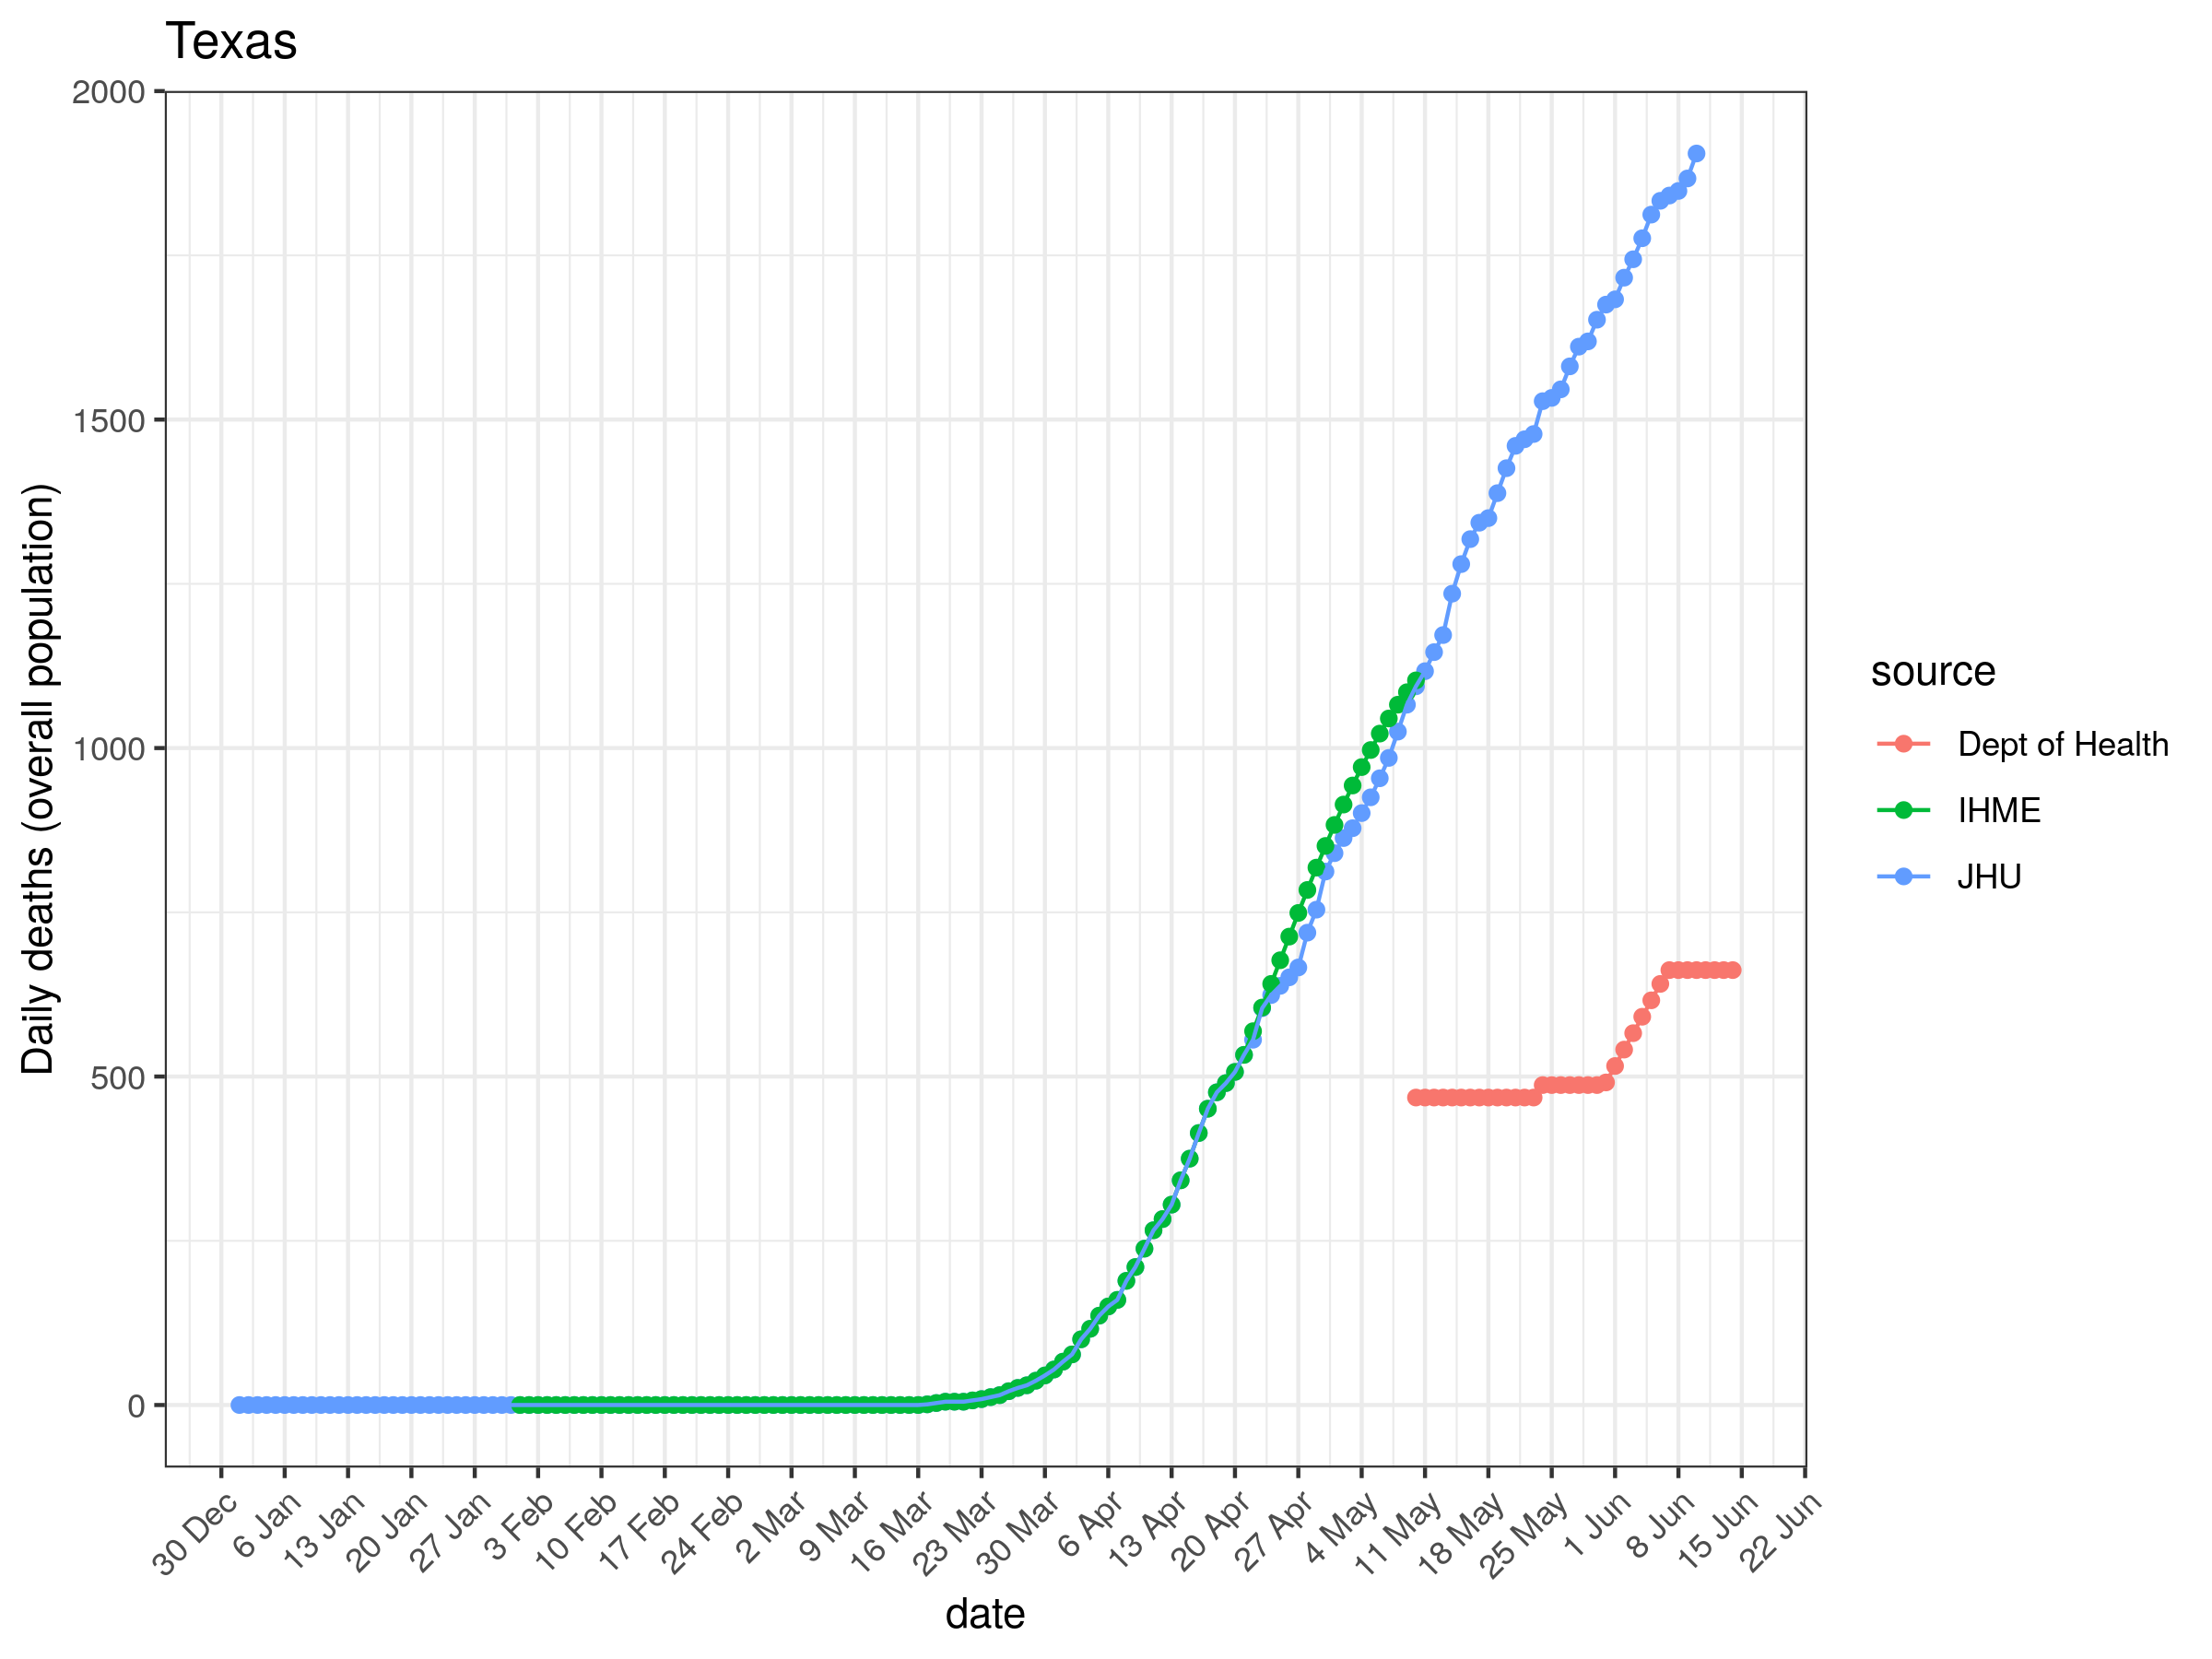 Texas
2000
1500
1000
500
0
Daily deaths (overall population)
30 Dec
6 Jan
13 Jan
20 Jan
27 Jan
3 Feb
10 Feb
17 Feb
24 Feb
2 Mar
9 Mar
16 Mar
23 Mar
30 Mar
6 Apr
13 Apr
20 Apr
27 Apr
4 May
11 May
18 May
25 May
1 Jun
8 Jun
15 Jun
22 Jun
date
source
Dept of Health
IHME
JHU